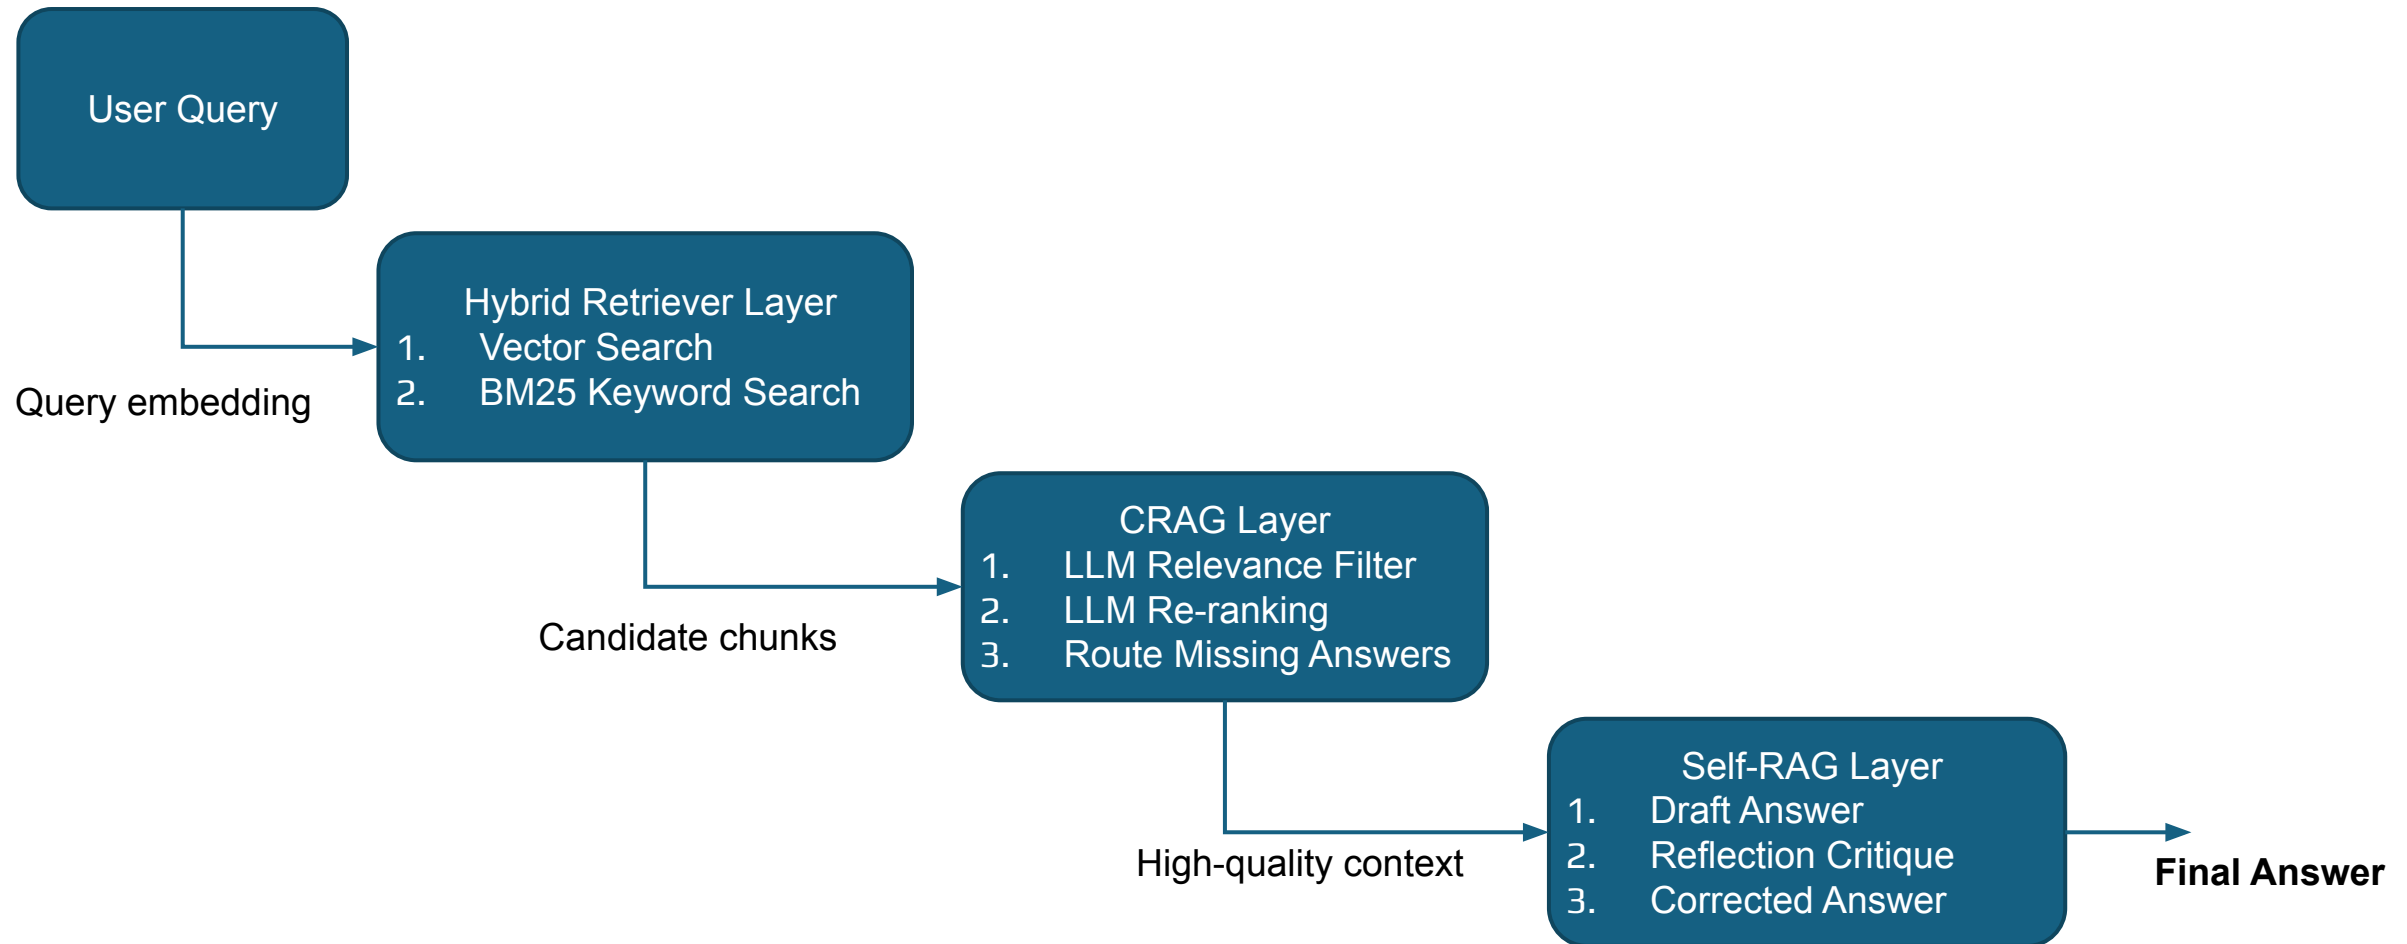 User Query
Query embedding
Hybrid Retriever Layer
1. Vector Search
2. BM25 Keyword Search
Candidate chunks
CRAG Layer
1. LLM Relevance Filter
2. LLM Re-ranking
3. Route Missing Answers
High-quality context
Self-RAG Layer
1. Draft Answer
2. Reflection Critique
3. Corrected Answer
Final Answer